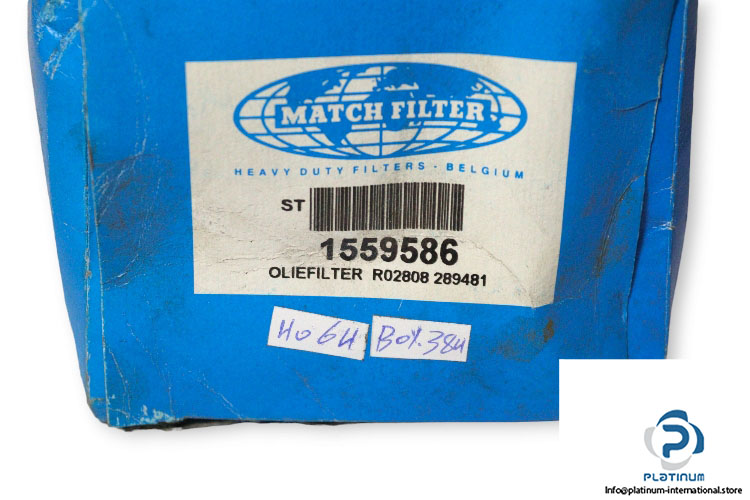 MATCH FILTER
HEAVY DUTY FILTERS - BELGIUM
ST
1559586
OLIEFILTER R02808 289481
H064 BOX.384
PLATINUM
Info@platinum-international.store